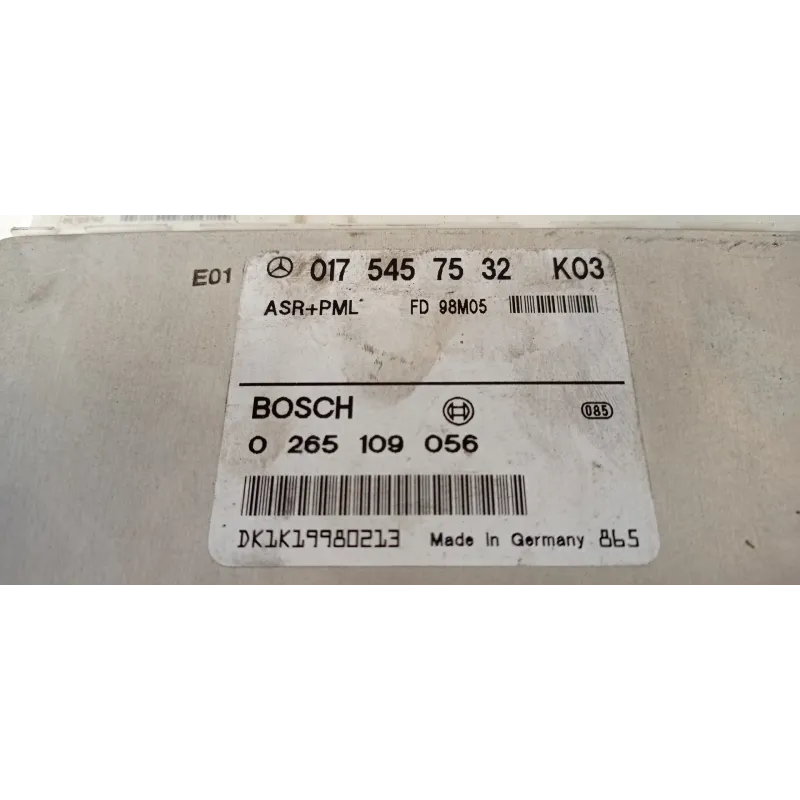 E01 017 545 75 32 K03
ASR+PML FD 98M05
BOSCH 085
0 265 109 056
DK1K19980213 Made in Germany 865